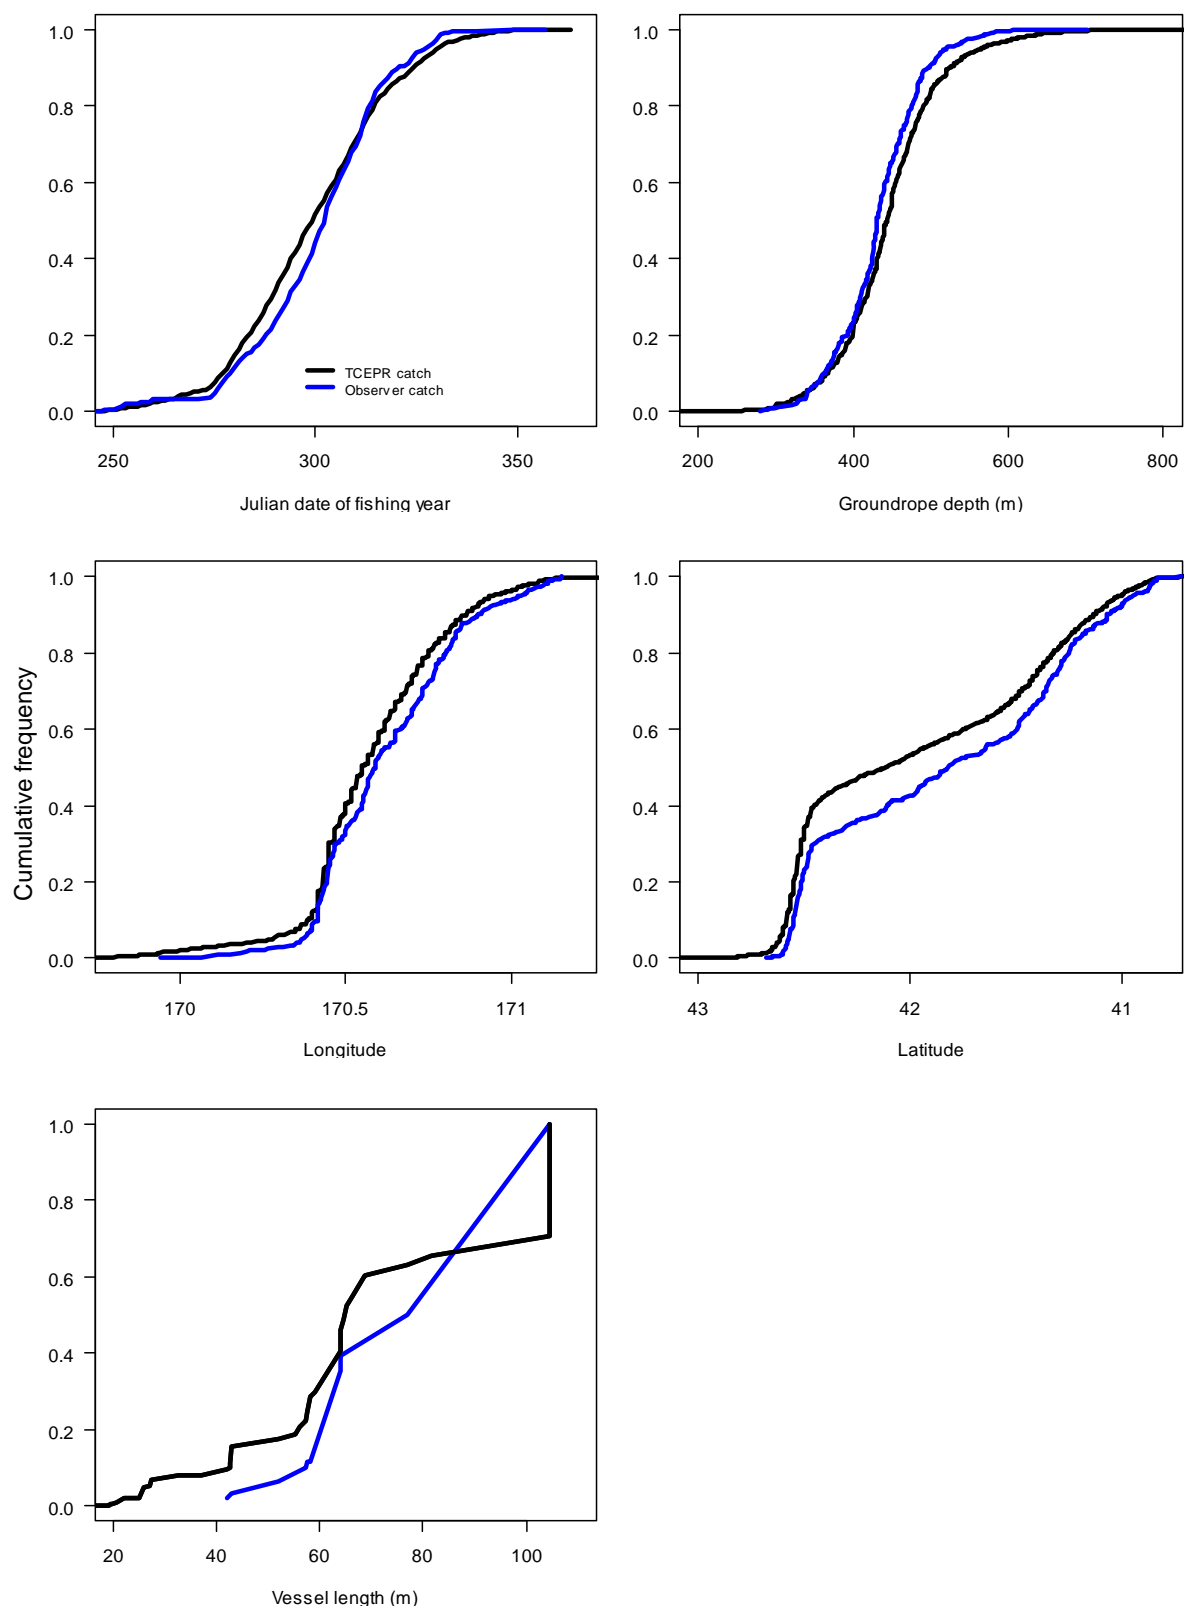 1.0
0.8
0.6
0.4
0.2
0.0
TCEPR catch
Observer catch
250 300 350
Julian date of fishing year
1.0
0.8
0.6
0.4
0.2
0.0
200 400 600 800
Groundrope depth (m)
Cumulative frequency
1.0
0.8
0.6
0.4
0.2
0.0
170 170.5 171
Longitude
1.0
0.8
0.6
0.4
0.2
0.0
43 42 41
Latitude
1.0
0.8
0.6
0.4
0.2
0.0
20 40 60 80 100
Vessel length (m)